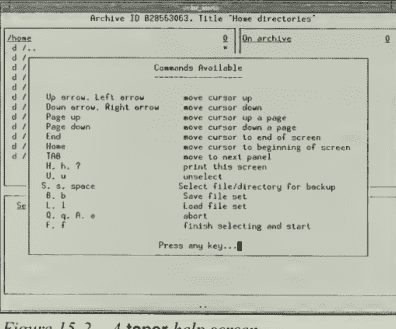 Archive ID 828563063, Title "Home directories"
/home 0 On archive 0
d /..
d /
d /
d /
d /
d /
d /
d /
d /
Commands Available
Up arrow, Left arrow move cursor up
Down arrow, Right arrow move cursor down
Page up move cursor up a page
Page down move cursor down a page
End move cursor to end of screen
Home move cursor to beginning of screen
TAB move to next panel
H, h, ? print this screen
U, u unselect
S, s, space Select file/directory for backup
B, b Save file set
L, l Load file set
Q, q, A, a abort
F, f finish selecting and start
Se
Press any key...
Figure 15.2 A taper help screen